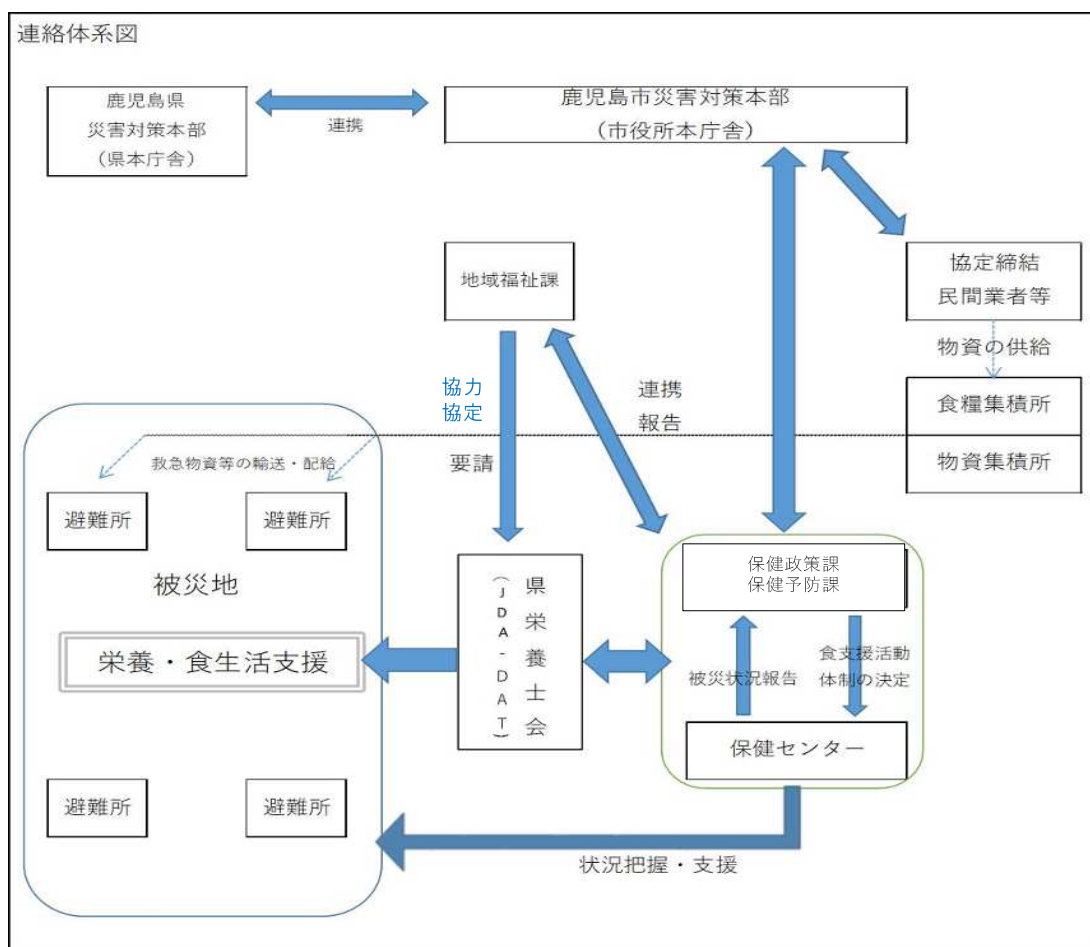 連絡体系図
鹿児島県
災害対策本部
（県本庁舎）
連携
鹿児島市災害対策本部
（市役所本庁舎）
地域福祉課
協定締結
民間業者等
物資の供給
食糧集積所
物資集積所
協力
協定
要請
連携
報告
救急物資等の輸送・配給
避難所
避難所
被災地
栄養・食生活支援
避難所
避難所
県栄養士会
（JDA-DAT）
保健政策課
保健予防課
被災状況報告
食支援活動
体制の決定
保健センター
状況把握・支援